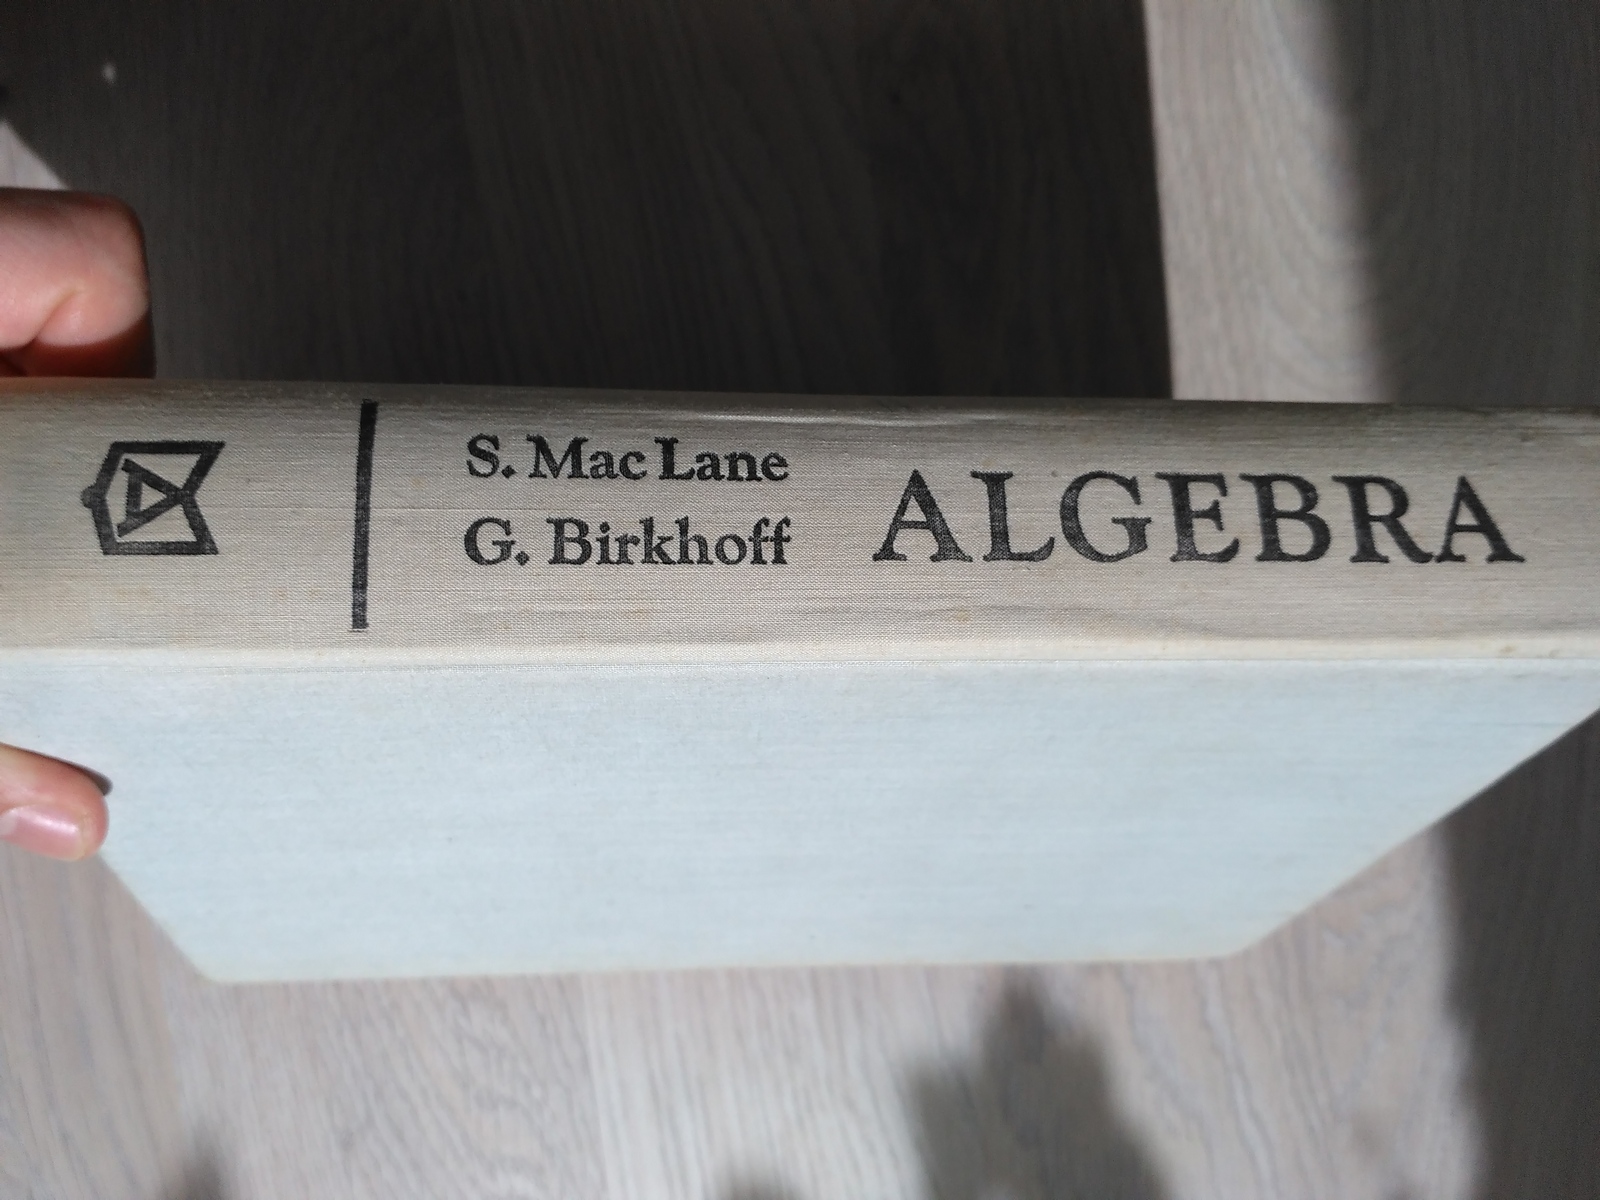 S. Mac Lane
G. Birkhoff
ALGEBRA